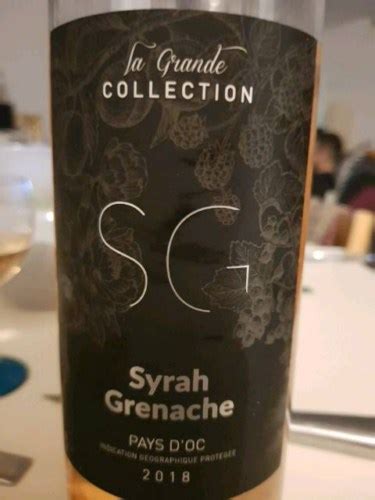 La Grande
COLLECTION
SG
Syrah
Grenache
PAYS D'OC
INDICATION GÉOGRAPHIQUE PROTÉGÉE
2018